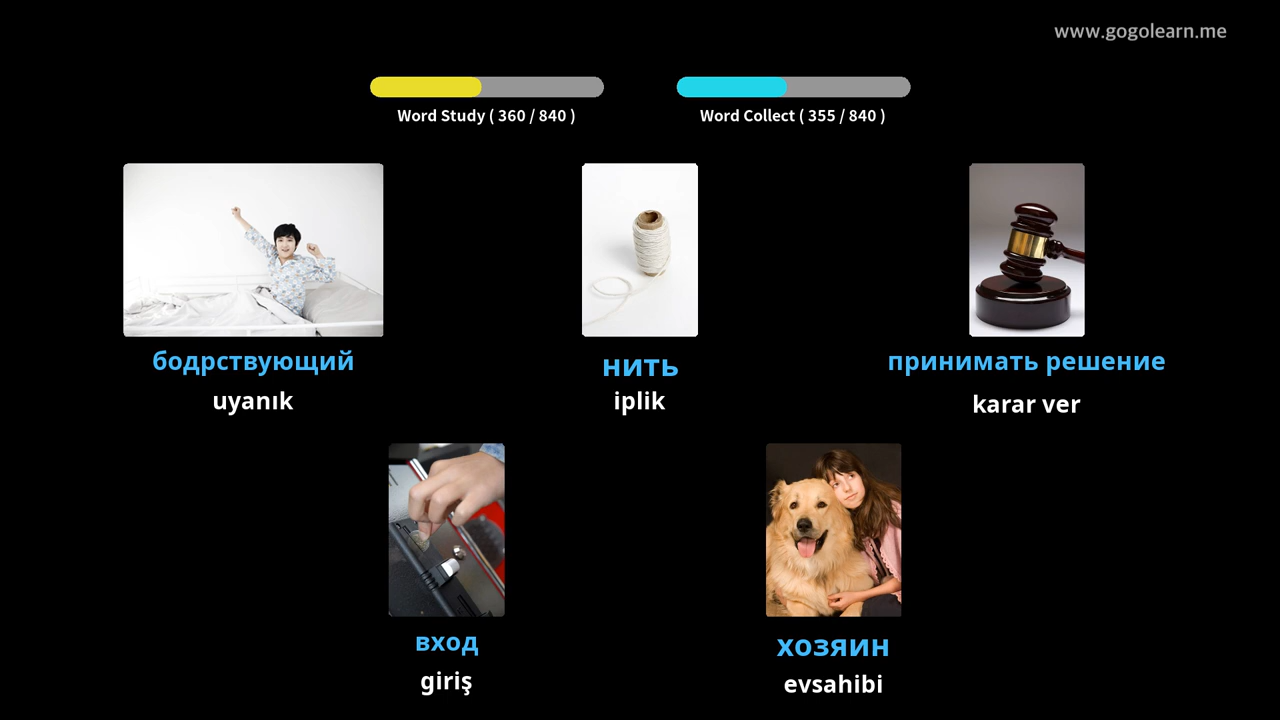 www.gogolearn.me
Word Study ( 360 / 840 )
Word Collect ( 355 / 840 )
бодрствующий
uyanık
нить
iplik
принимать решение
karar ver
вход
giriş
хозяин
evsahibi